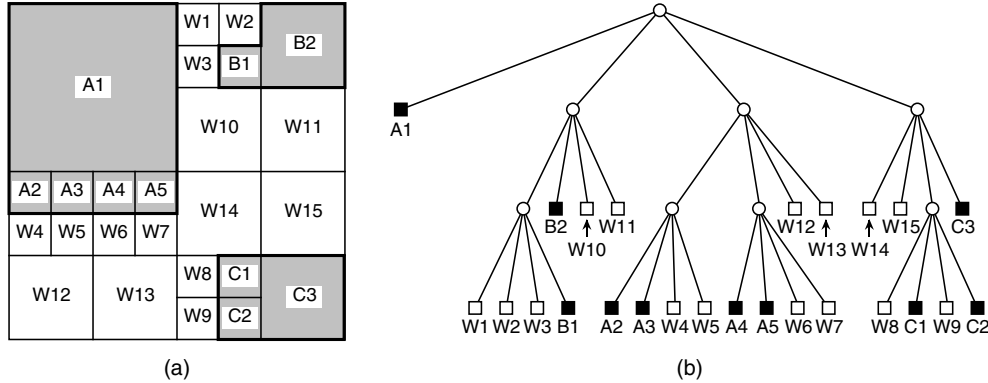 W1 W2
B2
W3 B1
A1
W10 W11
A2 A3 A4 A5
W14 W15
W4 W5 W6 W7
W8 C1
W12 W13 C3
W9 C2
(a)
A1
B2 W11 W12 W15 C3
W10 W13 W14
W1 W2 W3 B1 A2 A3 W4 W5 A4 A5 W6 W7 W8 C1 W9 C2
(b)